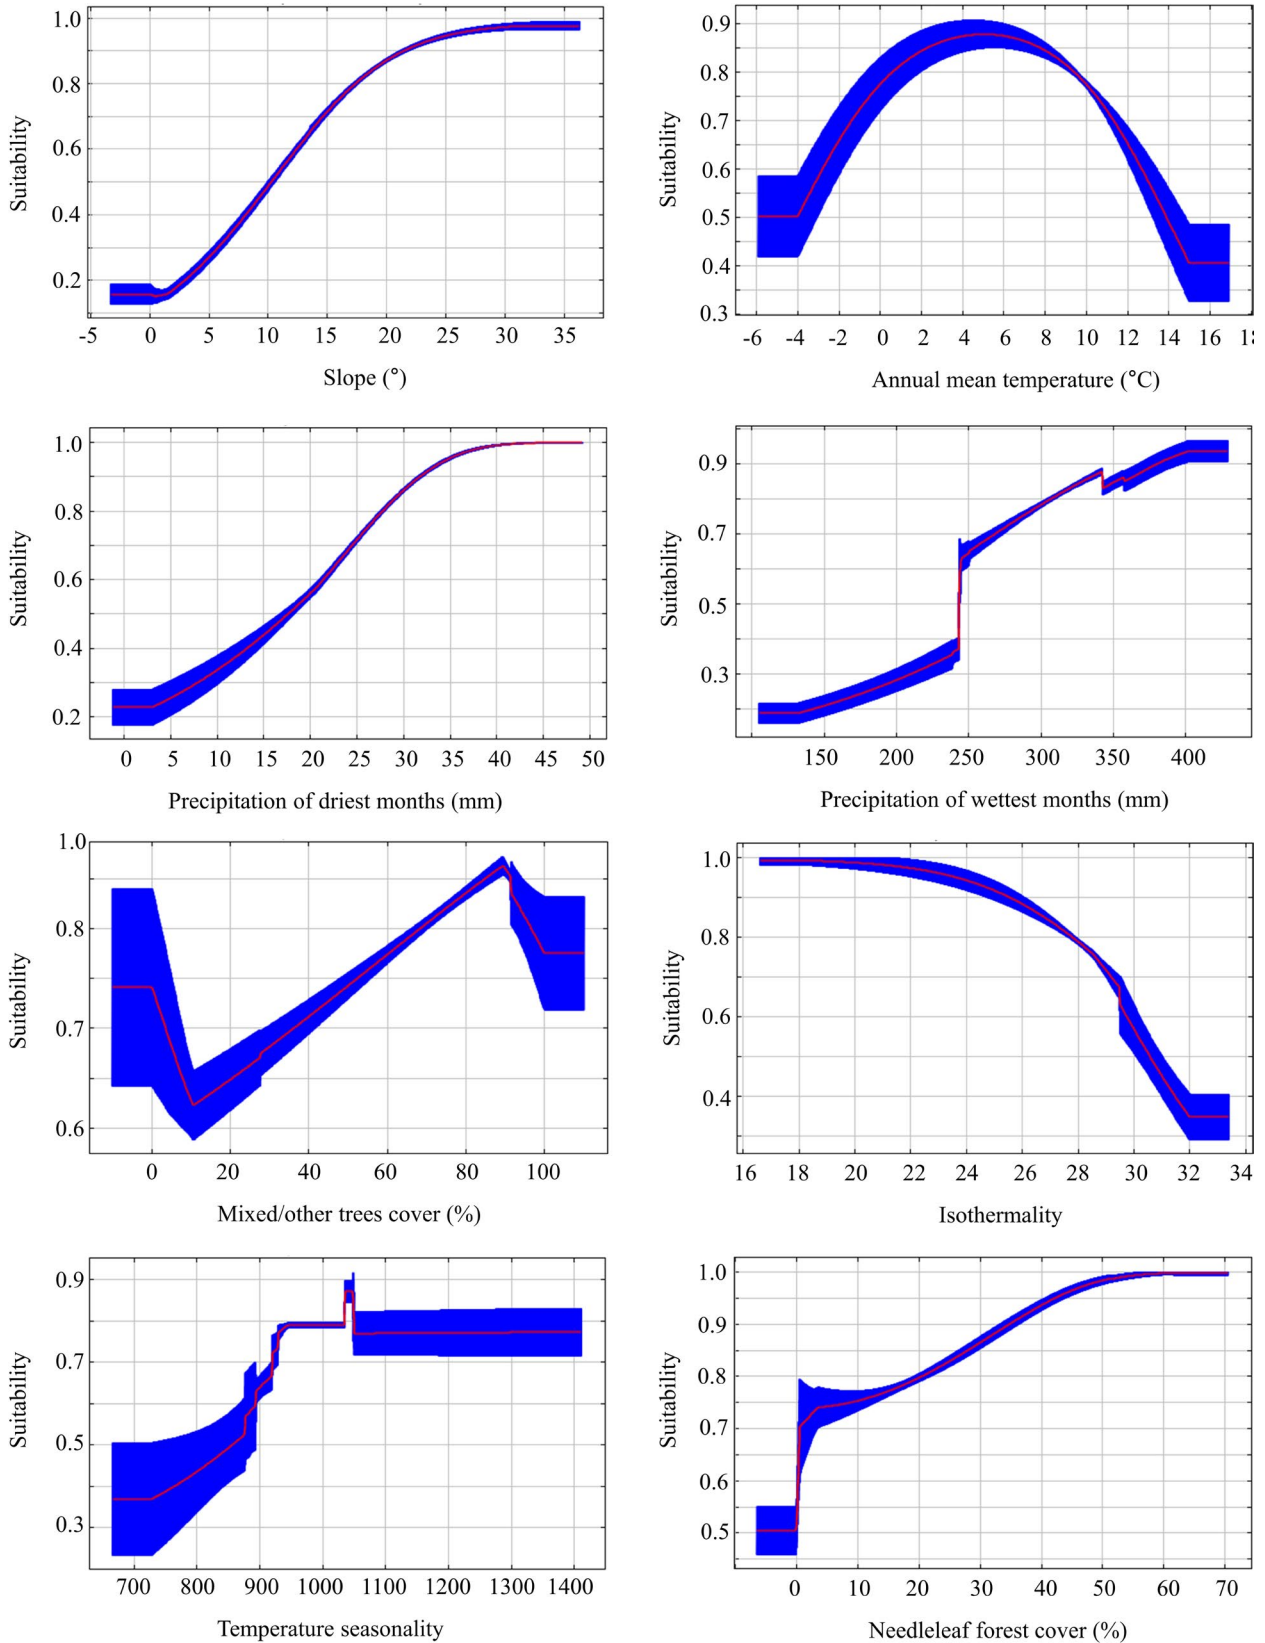 Suitability
1.0
0.8
0.6
0.4
0.2
-5 0 5 10 15 20 25 30 35
Slope (°)
Suitability
0.9
0.8
0.7
0.6
0.5
0.4
0.3
-6 -4 -2 0 2 4 6 8 10 12 14 16
Annual mean temperature (°C)
Suitability
1.0
0.8
0.6
0.4
0.2
0 5 10 15 20 25 30 35 40 45 50
Precipitation of driest months (mm)
Suitability
0.9
0.7
0.5
0.3
150 200 250 300 350 400
Precipitation of wettest months (mm)
Suitability
1.0
0.8
0.7
0.6
0 20 40 60 80 100
Mixed/other trees cover (%)
Suitability
1.0
0.8
0.6
0.4
16 18 20 22 24 26 28 30 32 34
Isothermality
Suitability
0.9
0.7
0.5
0.3
700 800 900 1000 1100 1200 1300 1400
Temperature seasonality
Suitability
1.0
0.9
0.8
0.7
0.6
0.5
0 10 20 30 40 50 60 70
Needleleaf forest cover (%)